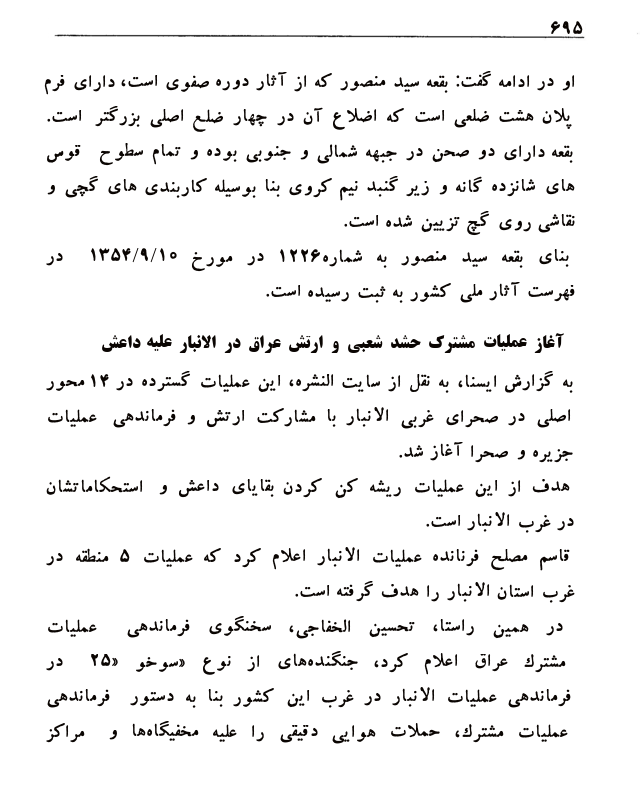 ۶۹۵
او در ادامه گفت: بقعه سید منصور که از آثار دوره صفوی است، دارای فرم
پلان هشت ضلعی است که اضلاع آن در چهار ضلع اصلی بزرگتر است.
بقعه دارای دو صحن در جبهه شمالی و جنوبی بوده و تمام سطوح قوس
های شانزده گانه و زیر گنبد نیم کروی بنا بوسیله کاربندی های گچی و
نقاشی روی گچ تزیین شده است.
بنای بقعه سید منصور به شماره۱۲۲۶ در مورخ ۱۳۵۴/۹/۱۰ در
فهرست آثار ملی کشور به ثبت رسیده است.
آغاز عملیات مشترک حشد شعبی و ارتش عراق در الانبار علیه داعش
به گزارش ایسنا، به نقل از سایت النشره، این عملیات گسترده در ۱۴ محور
اصلی در صحرای غربی الانبار با مشارکت ارتش و فرماندهی عملیات
جزیره و صحرا آغاز شد.
هدف از این عملیات ریشه کن کردن بقایای داعش و استحکاماتشان
در غرب الانبار است.
قاسم مصلح فرنانده عملیات الانبار اعلام کرد که عملیات ۵ منطقه در
غرب استان الانبار را هدف گرفته است.
در همین راستا، تحسین الخفاجی، سخنگوی فرماندهی عملیات
مشترک عراق اعلام کرد، جنگنده‌های از نوع «سوخو «۲۵ در
فرماندهی عملیات الانبار در غرب این کشور بنا به دستور فرماندهی
عملیات مشترک، حملات هوایی دقیقی را علیه مخفیگاه‌ها و مراکز